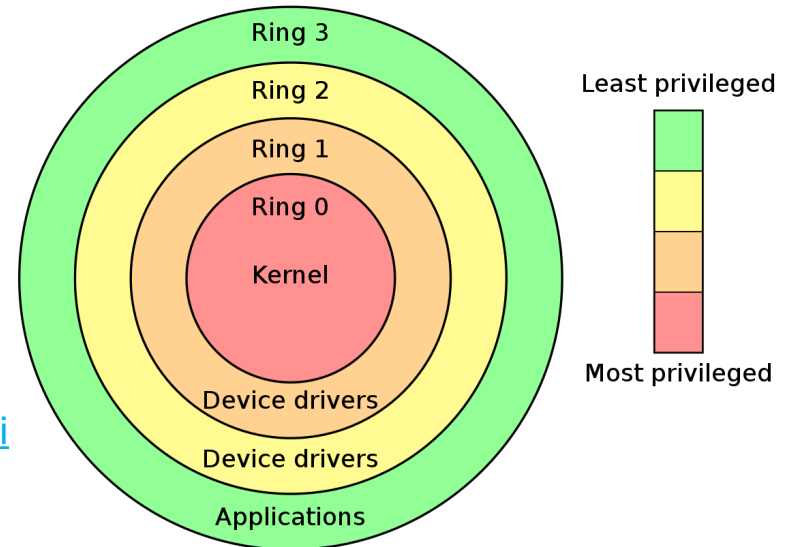 Ring 3
Ring 2
Ring 1
Ring 0
Kernel
Device drivers
Device drivers
Applications
Least privileged
Most privileged
i